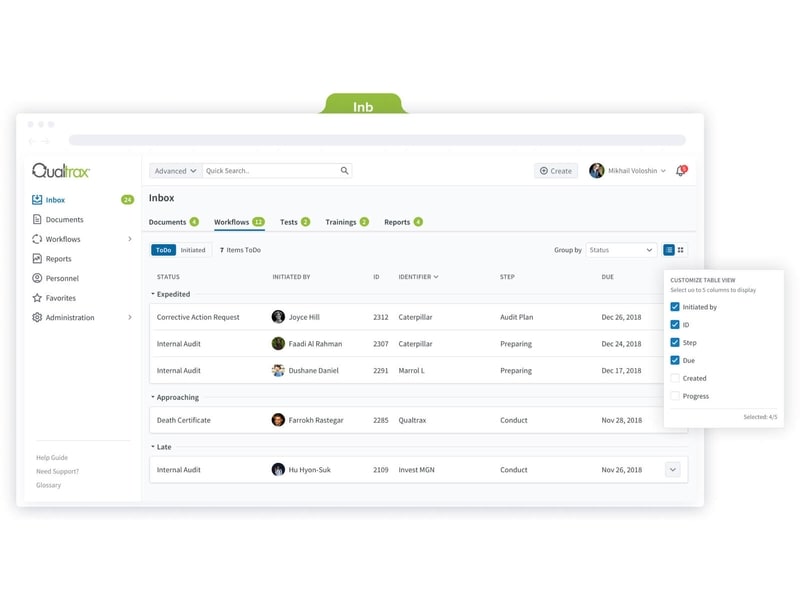 Inb
Qualtrax
Advanced
Quick Search..
Create
Mikhail Voloshin
Inbox
24
Documents
Workflows
Reports
Personnel
Favorites
Administration
Help Guide
Need Support?
Glossary
Inbox
Documents 4
Workflows 12
Tests 2
Trainings 2
Reports 4
ToDo
Initiated
7 Items ToDo
Group by
Status
STATUS INITIATED BY ID IDENTIFIER STEP DUE
Expedited
Corrective Action Request Joyce Hill 2312 Caterpillar Audit Plan Dec 26, 2018
Internal Audit Faadi Al Rahman 2307 Caterpillar Preparing Dec 24, 2018
Internal Audit Dushane Daniel 2291 Marrol L Preparing Dec 17, 2018
Approaching
Death Certificate Farrokh Rastegar 2285 Qualtrax Conduct Nov 28, 2018
Late
Internal Audit Hu Hyon-Suk 2109 Invest MGN Conduct Nov 26, 2018
CUSTOMIZE TABLE VIEW
Select uo to 5 columns to display
Initiated by
ID
Step
Due
Created
Progress
Selected: 4/5